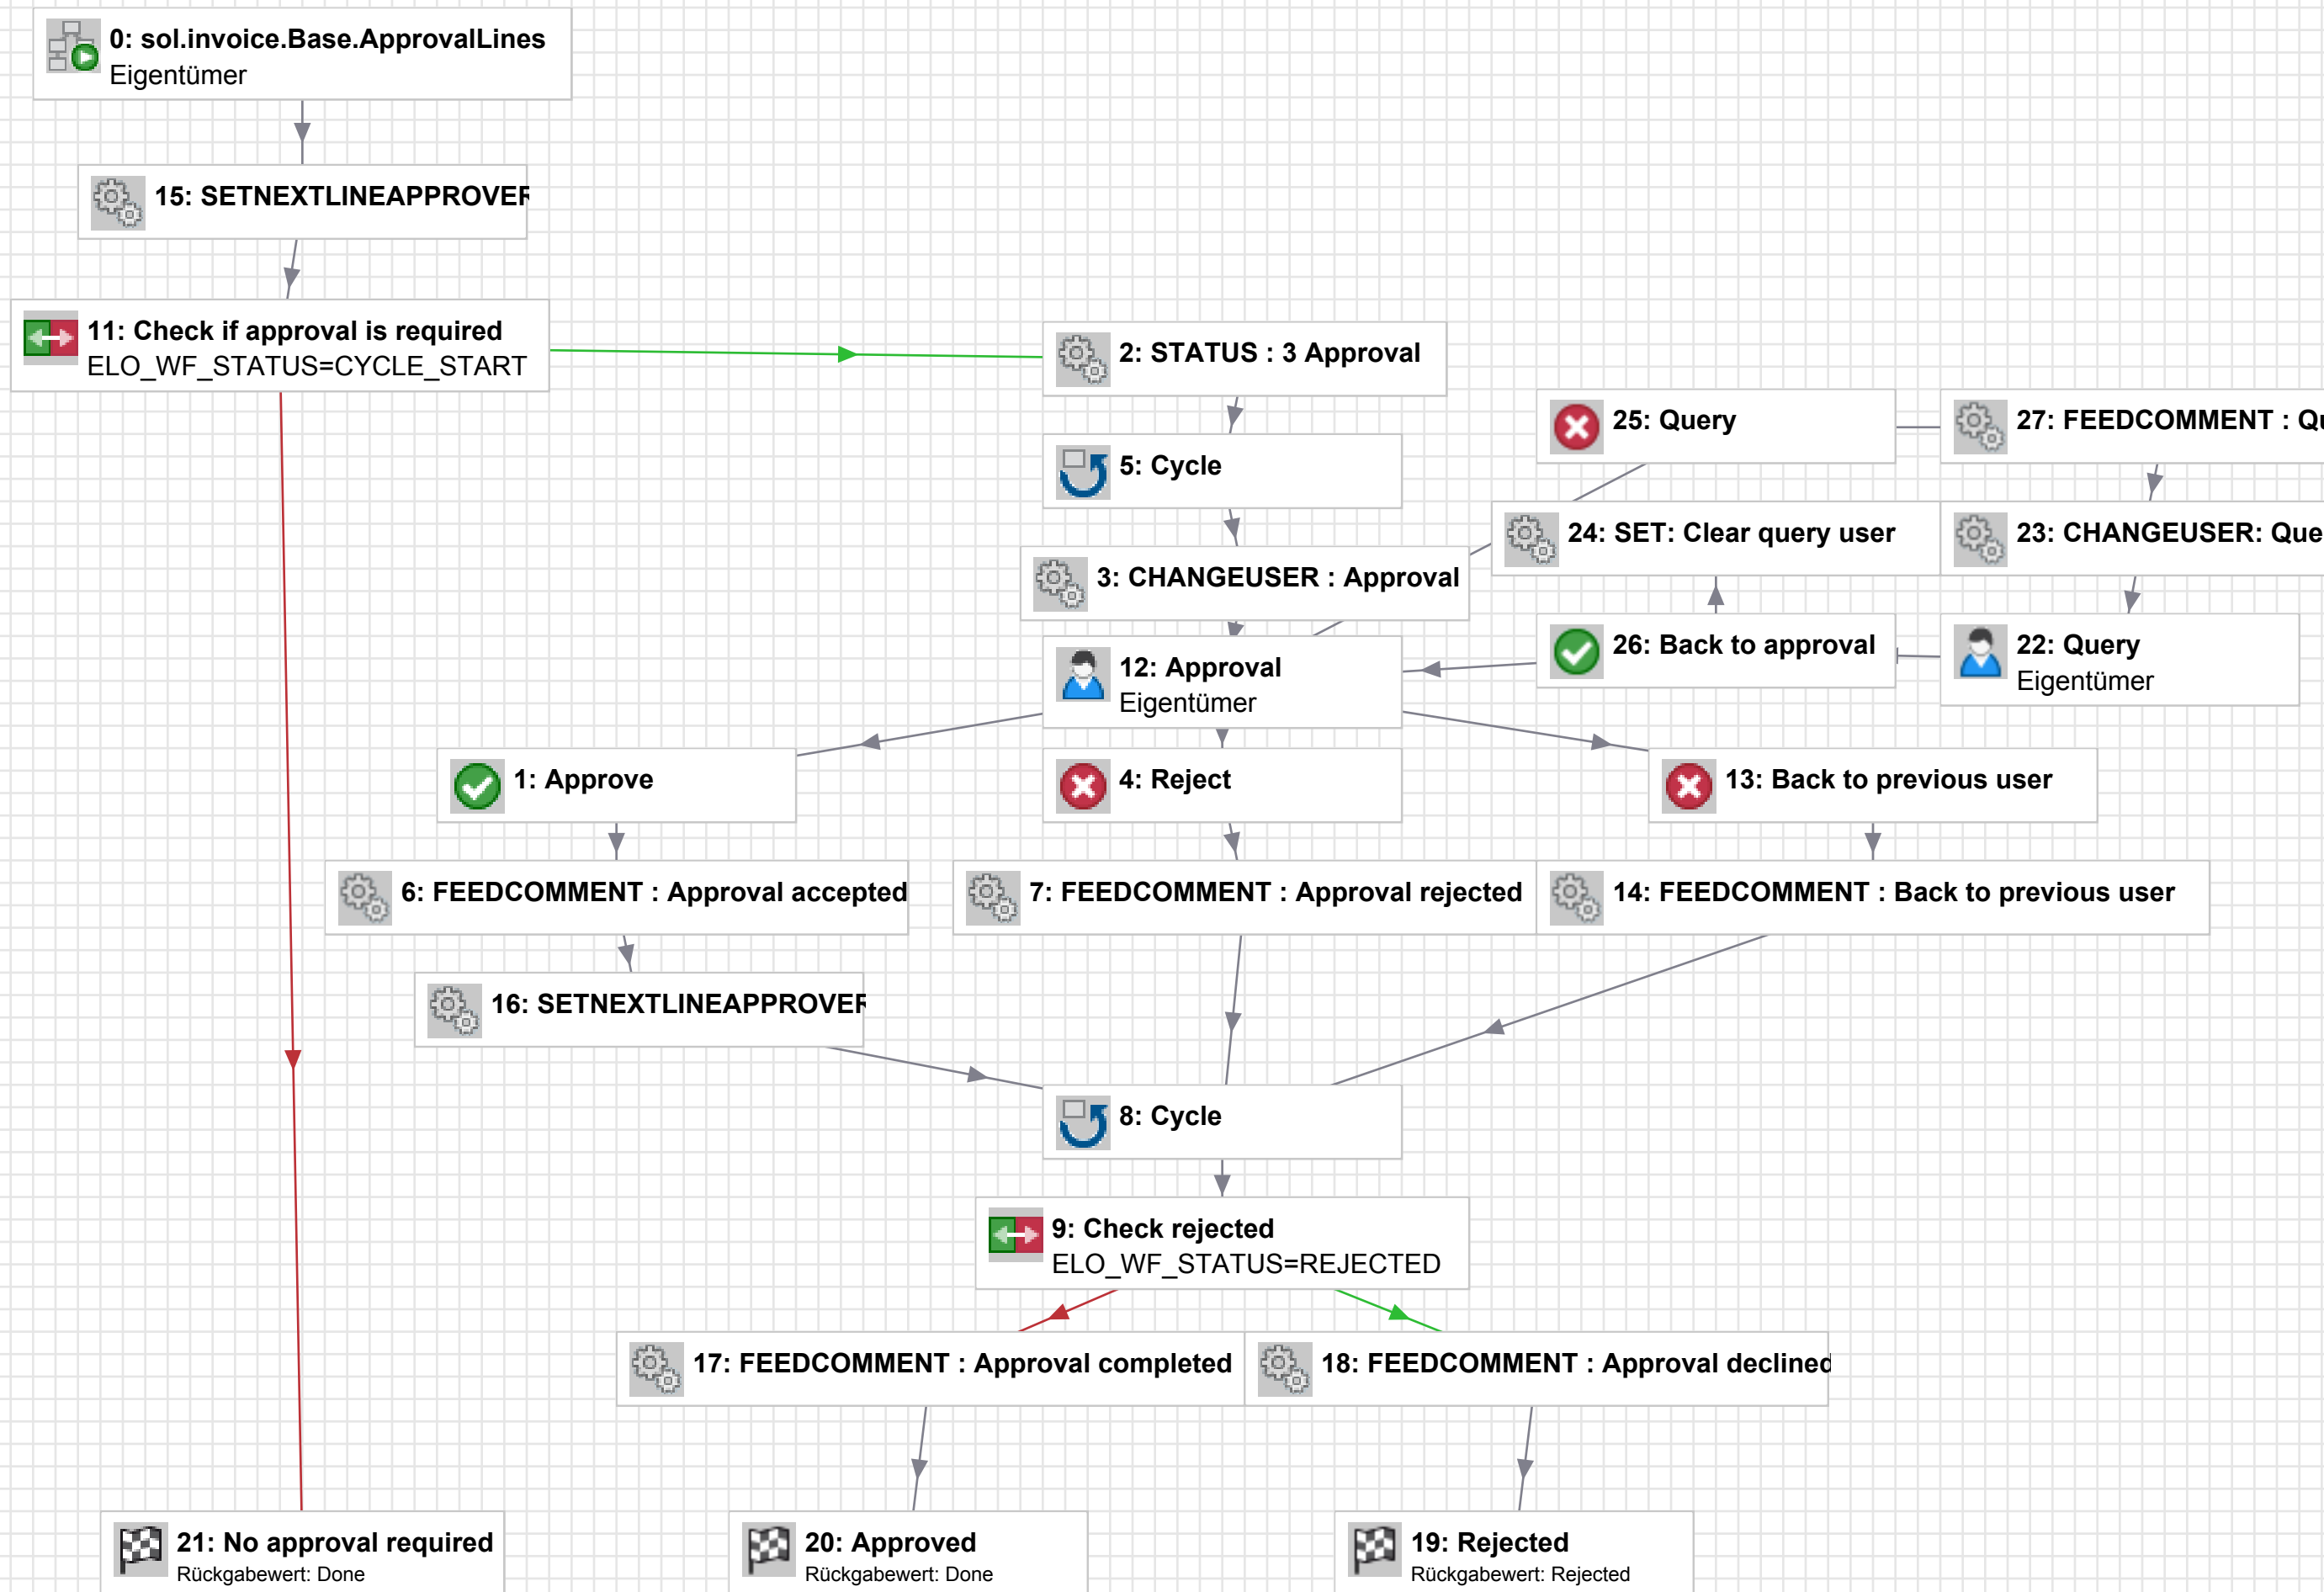 0: sol.invoice.Base.ApprovalLines
Eigentümer
15: SETNEXTLINEAPPROVER
11: Check if approval is required
ELO_WF_STATUS=CYCLE_START
2: STATUS : 3 Approval
25: Query
27: FEEDCOMMENT : Qu
5: Cycle
24: SET: Clear query user
23: CHANGEUSER: Que
3: CHANGEUSER : Approval
12: Approval
Eigentümer
26: Back to approval
22: Query
Eigentümer
1: Approve
4: Reject
13: Back to previous user
6: FEEDCOMMENT : Approval accepted
7: FEEDCOMMENT : Approval rejected
14: FEEDCOMMENT : Back to previous user
16: SETNEXTLINEAPPROVER
8: Cycle
9: Check rejected
ELO_WF_STATUS=REJECTED
17: FEEDCOMMENT : Approval completed
18: FEEDCOMMENT : Approval declined
21: No approval required
Rückgabewert: Done
20: Approved
Rückgabewert: Done
19: Rejected
Rückgabewert: Rejected